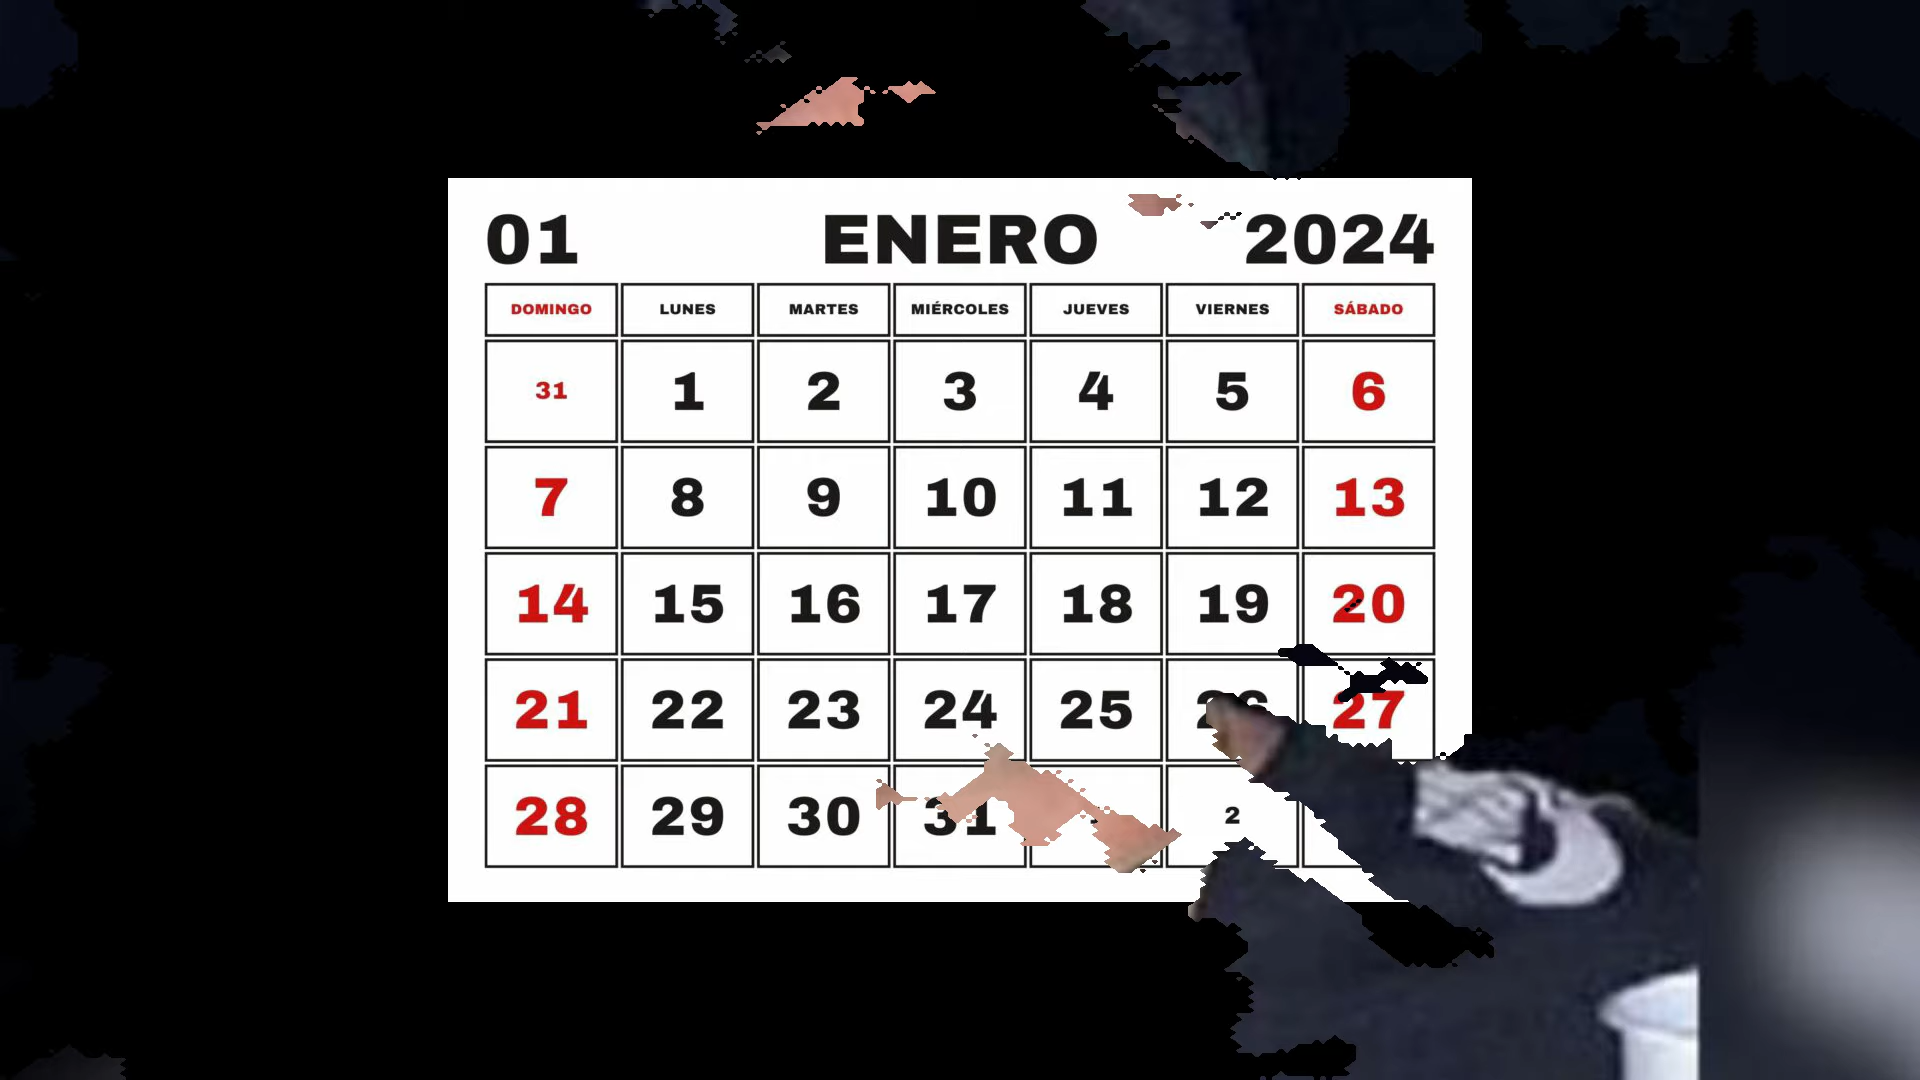 01 ENERO 2024
DOMINGO LUNES MARTES MIÉRCOLES JUEVES VIERNES SÁBADO
31 1 2 3 4 5 6
7 8 9 10 11 12 13
14 15 16 17 18 19 20
21 22 23 24 25 26 27
28 29 30 31 2